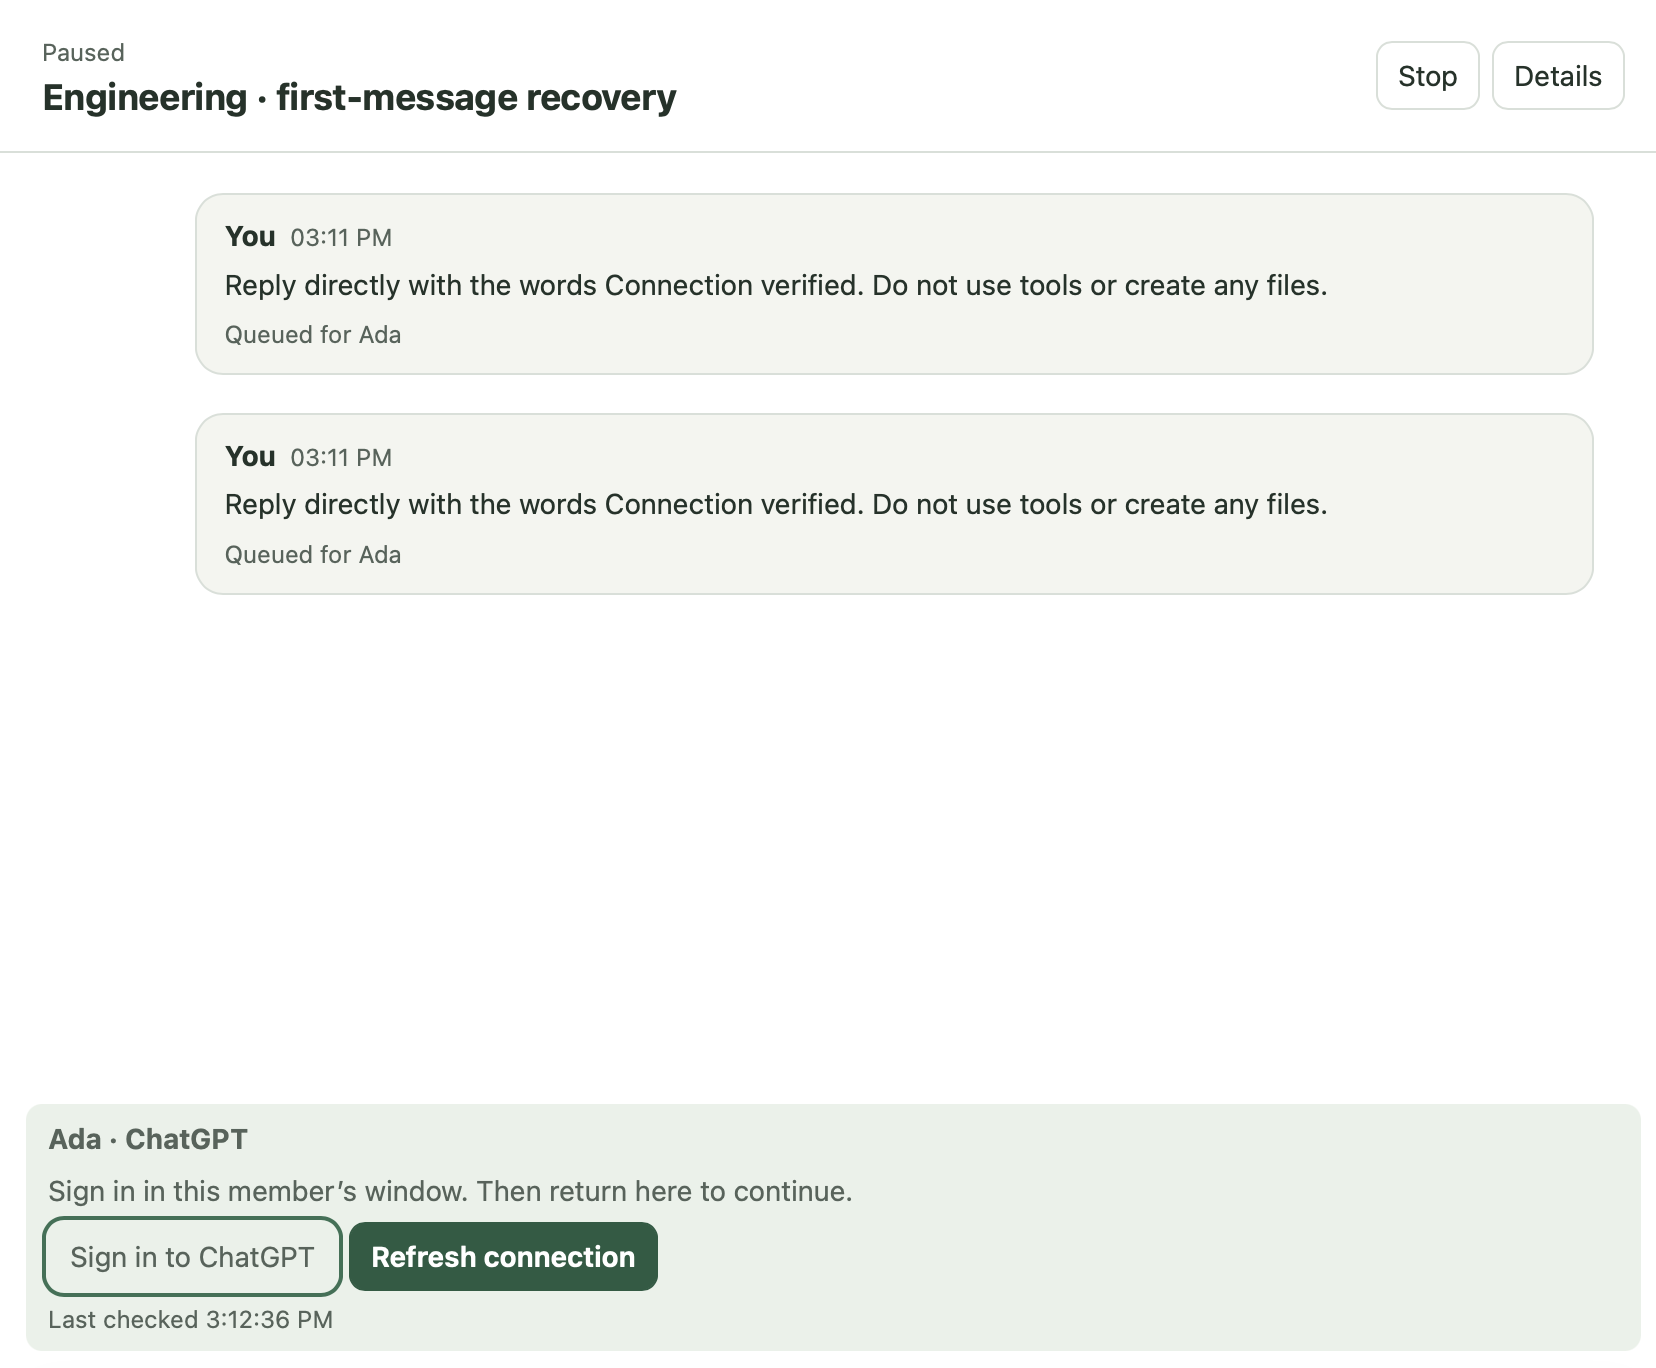 Paused
Engineering · first-message recovery
Stop
Details
You 03:11 PM
Reply directly with the words Connection verified. Do not use tools or create any files.
Queued for Ada
You 03:11 PM
Reply directly with the words Connection verified. Do not use tools or create any files.
Queued for Ada
Ada · ChatGPT
Sign in in this member’s window. Then return here to continue.
Sign in to ChatGPT
Refresh connection
Last checked 3:12:36 PM